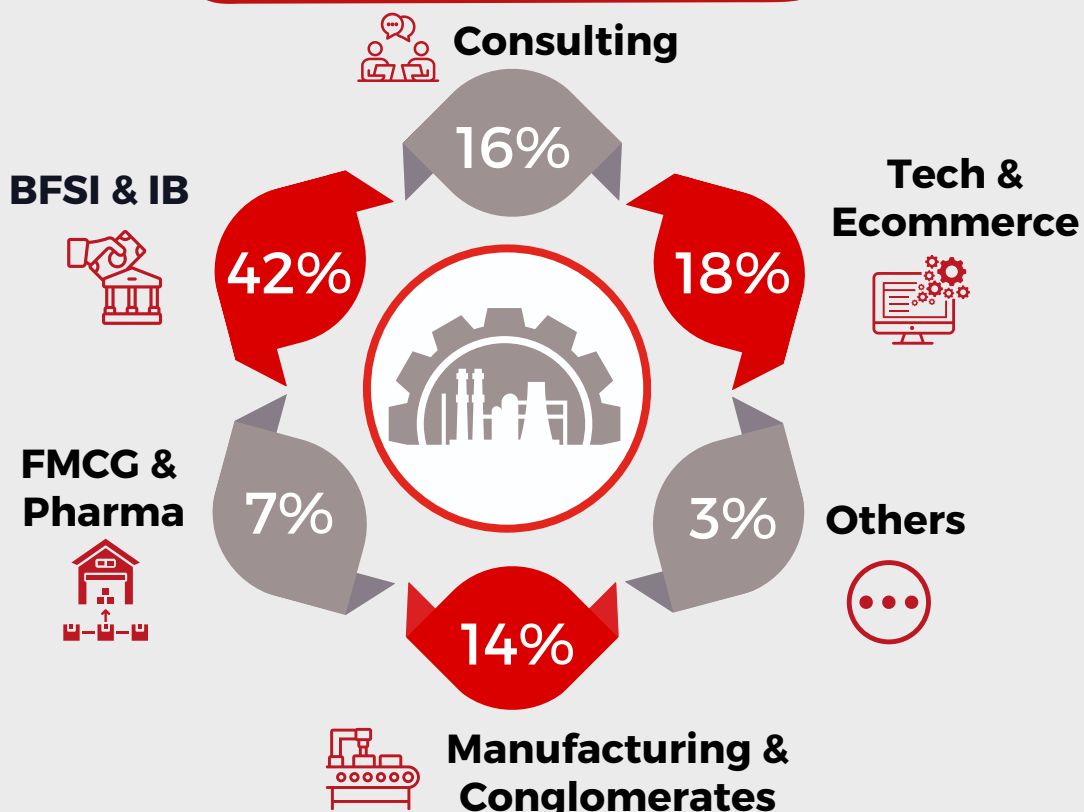 Consulting
16%
BFSI & IB
42%
Tech &
Ecommerce
18%
FMCG &
Pharma
7%
3%
Others
14%
Manufacturing &
Conglomerates